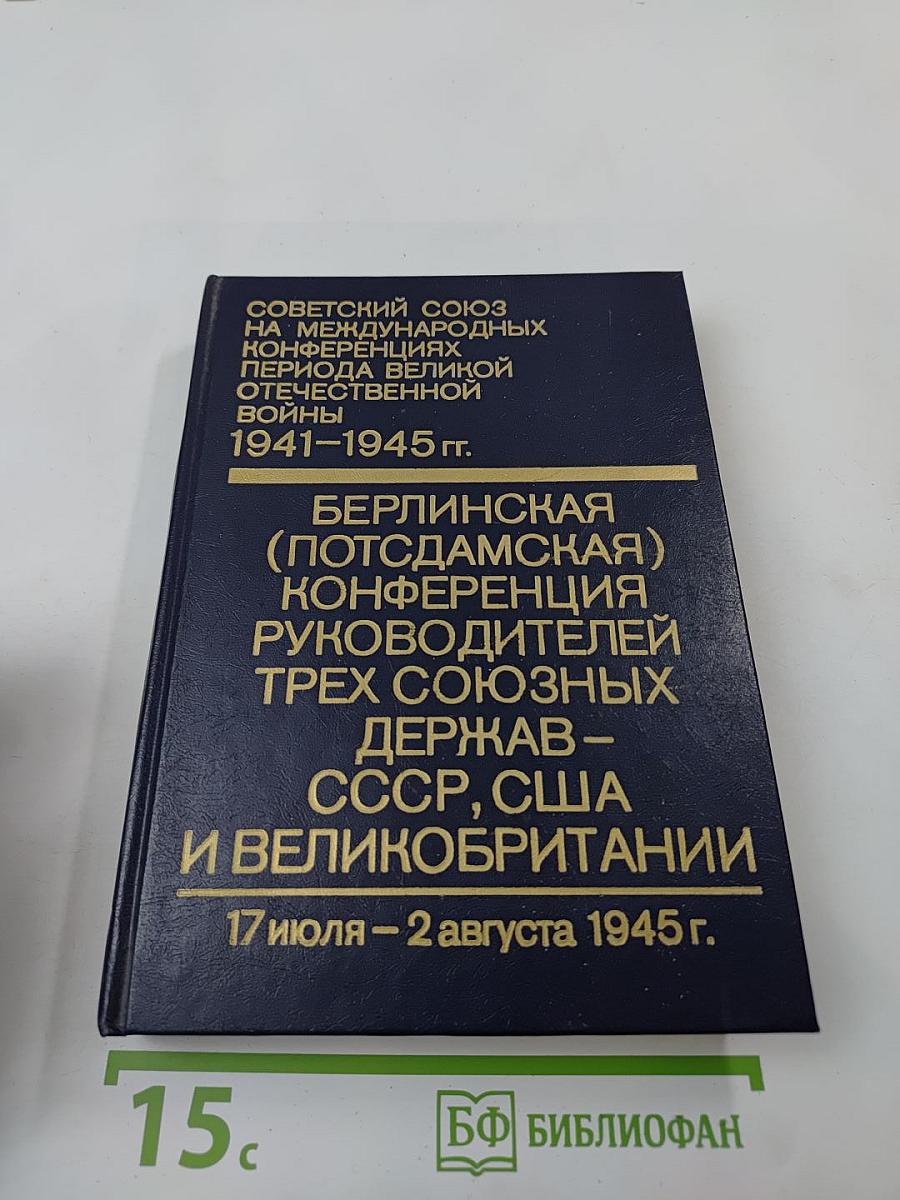 СОВЕТСКИЙ СОЮЗ
НА МЕЖДУНАРОДНЫХ
КОНФЕРЕНЦИЯХ
ПЕРИОДА ВЕЛИКОЙ
ОТЕЧЕСТВЕННОЙ
ВОЙНЫ
1941–1945 гг.
БЕРЛИНСКАЯ
(ПОТСДАМСКАЯ)
КОНФЕРЕНЦИЯ
РУКОВОДИТЕЛЕЙ
ТРЕХ СОЮЗНЫХ
ДЕРЖАВ –
СССР, США
И ВЕЛИКОБРИТАНИИ
17 июля – 2 августа 1945 г.
15 с
БФ БИБЛИОФАН